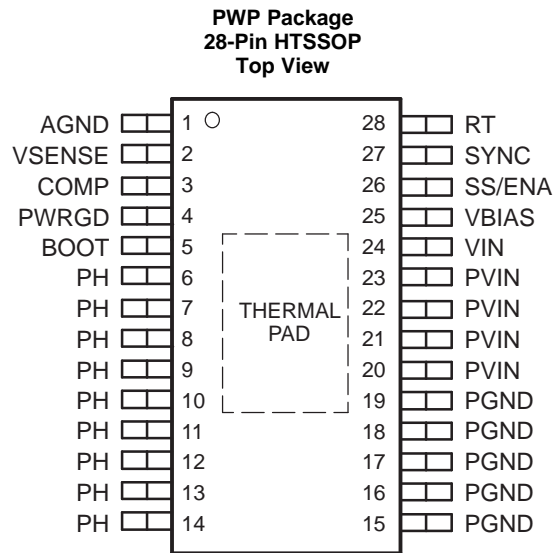 PWP Package
28-Pin HTSSOP
Top View
AGND 1 28 RT
VSENSE 2 27 SYNC
COMP 3 26 SS/ENA
PWRGD 4 25 VBIAS
BOOT 5 24 VIN
PH 6 23 PVIN
PH 7 22 PVIN
PH 8 21 PVIN
PH 9 20 PVIN
PH 10 19 PGND
PH 11 18 PGND
PH 12 17 PGND
PH 13 16 PGND
PH 14 15 PGND
THERMAL
PAD